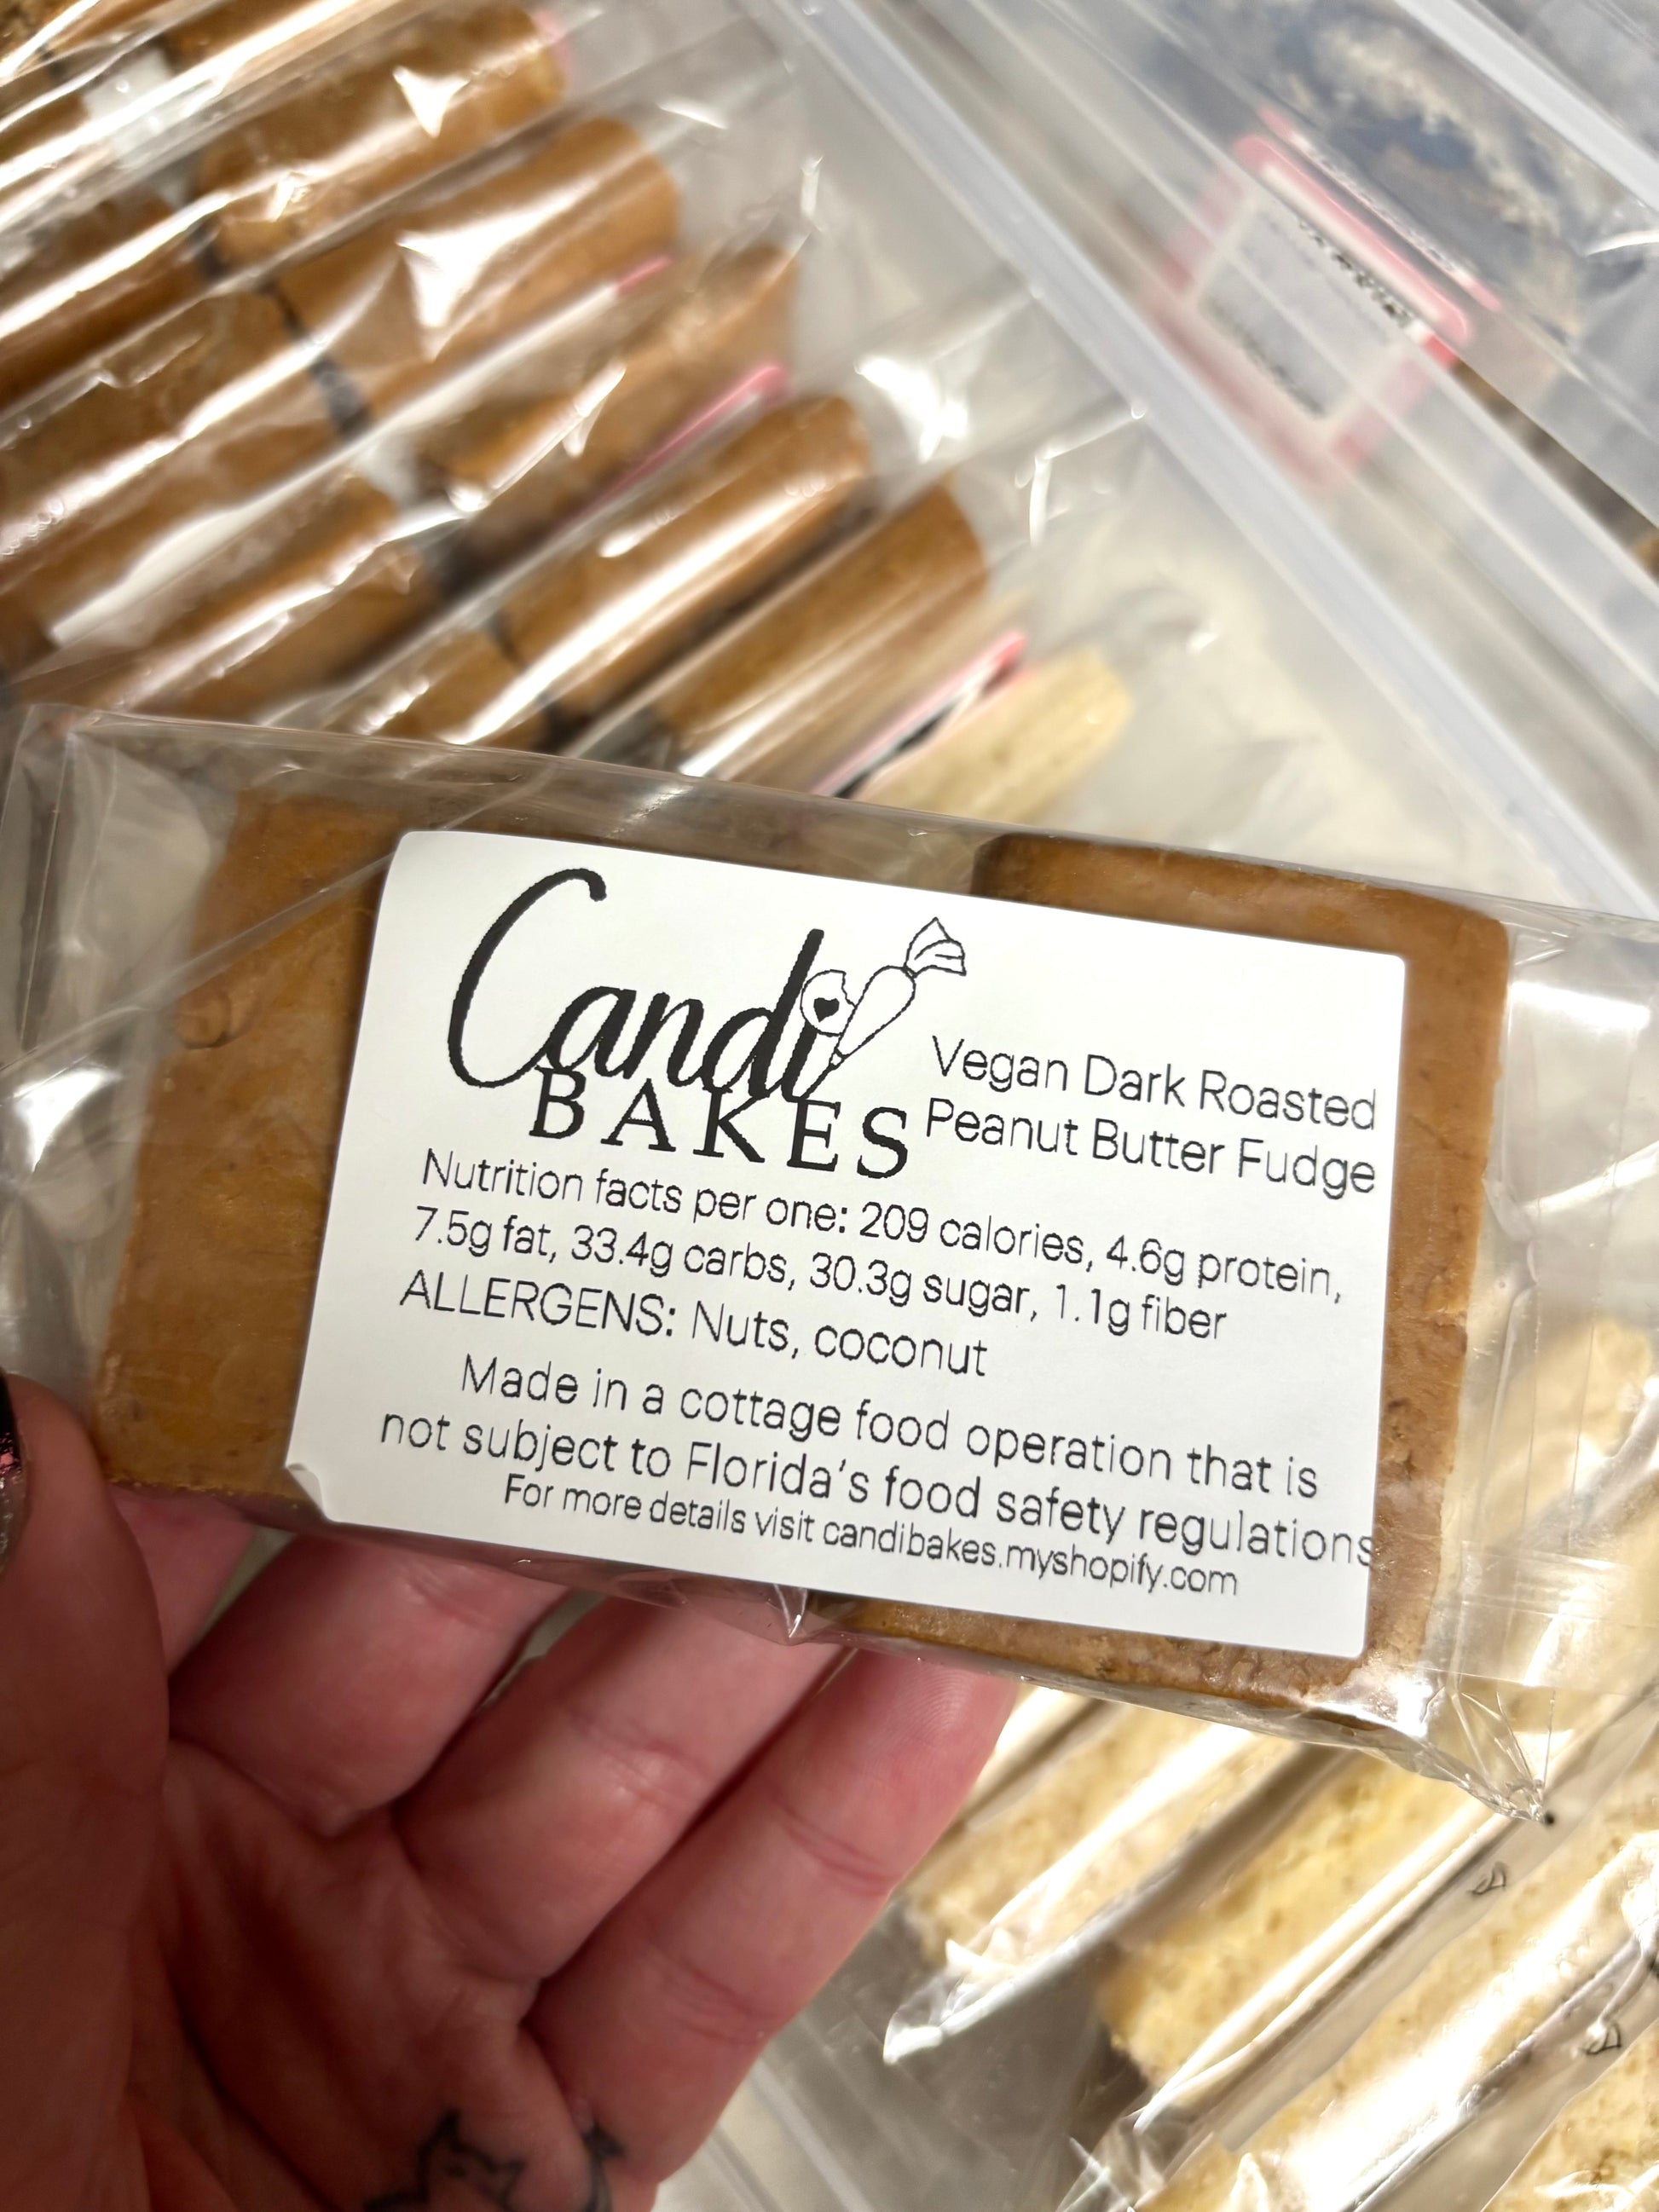 Candi
BAKES
Vegan Dark Roasted
Peanut Butter Fudge
Nutrition facts per one: 209 calories, 4.6g protein,
7.5g fat, 33.4g carbs, 30.3g sugar, 1.1g fiber
ALLERGENS: Nuts, coconut
Made in a cottage food operation that is
not subject to Florida's food safety regulations
For more details visit candibakes.myshopify.com